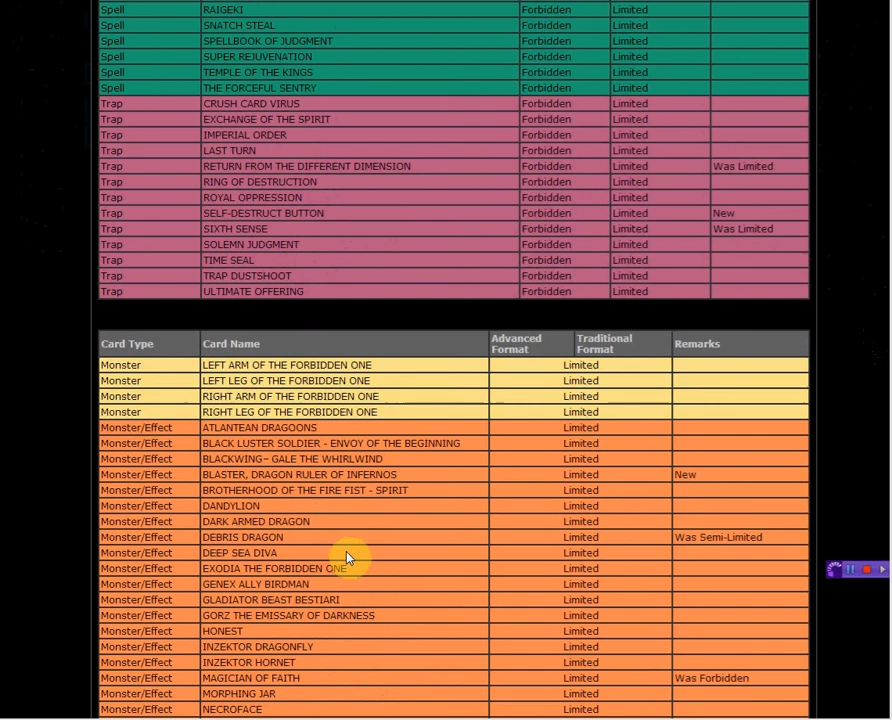 Spell RAIGEKI Forbidden Limited
Spell SNATCH STEAL Forbidden Limited
Spell SPELLBOOK OF JUDGMENT Forbidden Limited
Spell SUPER REJUVENATION Forbidden Limited
Spell TEMPLE OF THE KINGS Forbidden Limited
Spell THE FORCEFUL SENTRY Forbidden Limited
Trap CRUSH CARD VIRUS Forbidden Limited
Trap EXCHANGE OF THE SPIRIT Forbidden Limited
Trap IMPERIAL ORDER Forbidden Limited
Trap LAST TURN Forbidden Limited
Trap RETURN FROM THE DIFFERENT DIMENSION Forbidden Limited Was Limited
Trap RING OF DESTRUCTION Forbidden Limited
Trap ROYAL OPPRESSION Forbidden Limited
Trap SELF-DESTRUCT BUTTON Forbidden Limited New
Trap SIXTH SENSE Forbidden Limited Was Limited
Trap SOLEMN JUDGMENT Forbidden Limited
Trap TIME SEAL Forbidden Limited
Trap TRAP DUSTSHOOT Forbidden Limited
Trap ULTIMATE OFFERING Forbidden Limited
Card Type Card Name Advanced Format Traditional Format Remarks
Monster LEFT ARM OF THE FORBIDDEN ONE Limited
Monster LEFT LEG OF THE FORBIDDEN ONE Limited
Monster RIGHT ARM OF THE FORBIDDEN ONE Limited
Monster RIGHT LEG OF THE FORBIDDEN ONE Limited
Monster/Effect ATLANTEAN DRAGOONS Limited
Monster/Effect BLACK LUSTER SOLDIER - ENVOY OF THE BEGINNING Limited
Monster/Effect BLACKWING– GALE THE WHIRLWIND Limited
Monster/Effect BLASTER, DRAGON RULER OF INFERNOS Limited New
Monster/Effect BROTHERHOOD OF THE FIRE FIST - SPIRIT Limited
Monster/Effect DANDYLION Limited
Monster/Effect DARK ARMED DRAGON Limited
Monster/Effect DEBRIS DRAGON Limited Was Semi-Limited
Monster/Effect DEEP SEA DIVA Limited
Monster/Effect EXODIA THE FORBIDDEN ONE Limited
Monster/Effect GENEX ALLY BIRDMAN Limited
Monster/Effect GLADIATOR BEAST BESTIARI Limited
Monster/Effect GORZ THE EMISSARY OF DARKNESS Limited
Monster/Effect HONEST Limited
Monster/Effect INZEKTOR DRAGONFLY Limited
Monster/Effect INZEKTOR HORNET Limited
Monster/Effect MAGICIAN OF FAITH Limited Was Forbidden
Monster/Effect MORPHING JAR Limited
Monster/Effect NECROFACE Limited